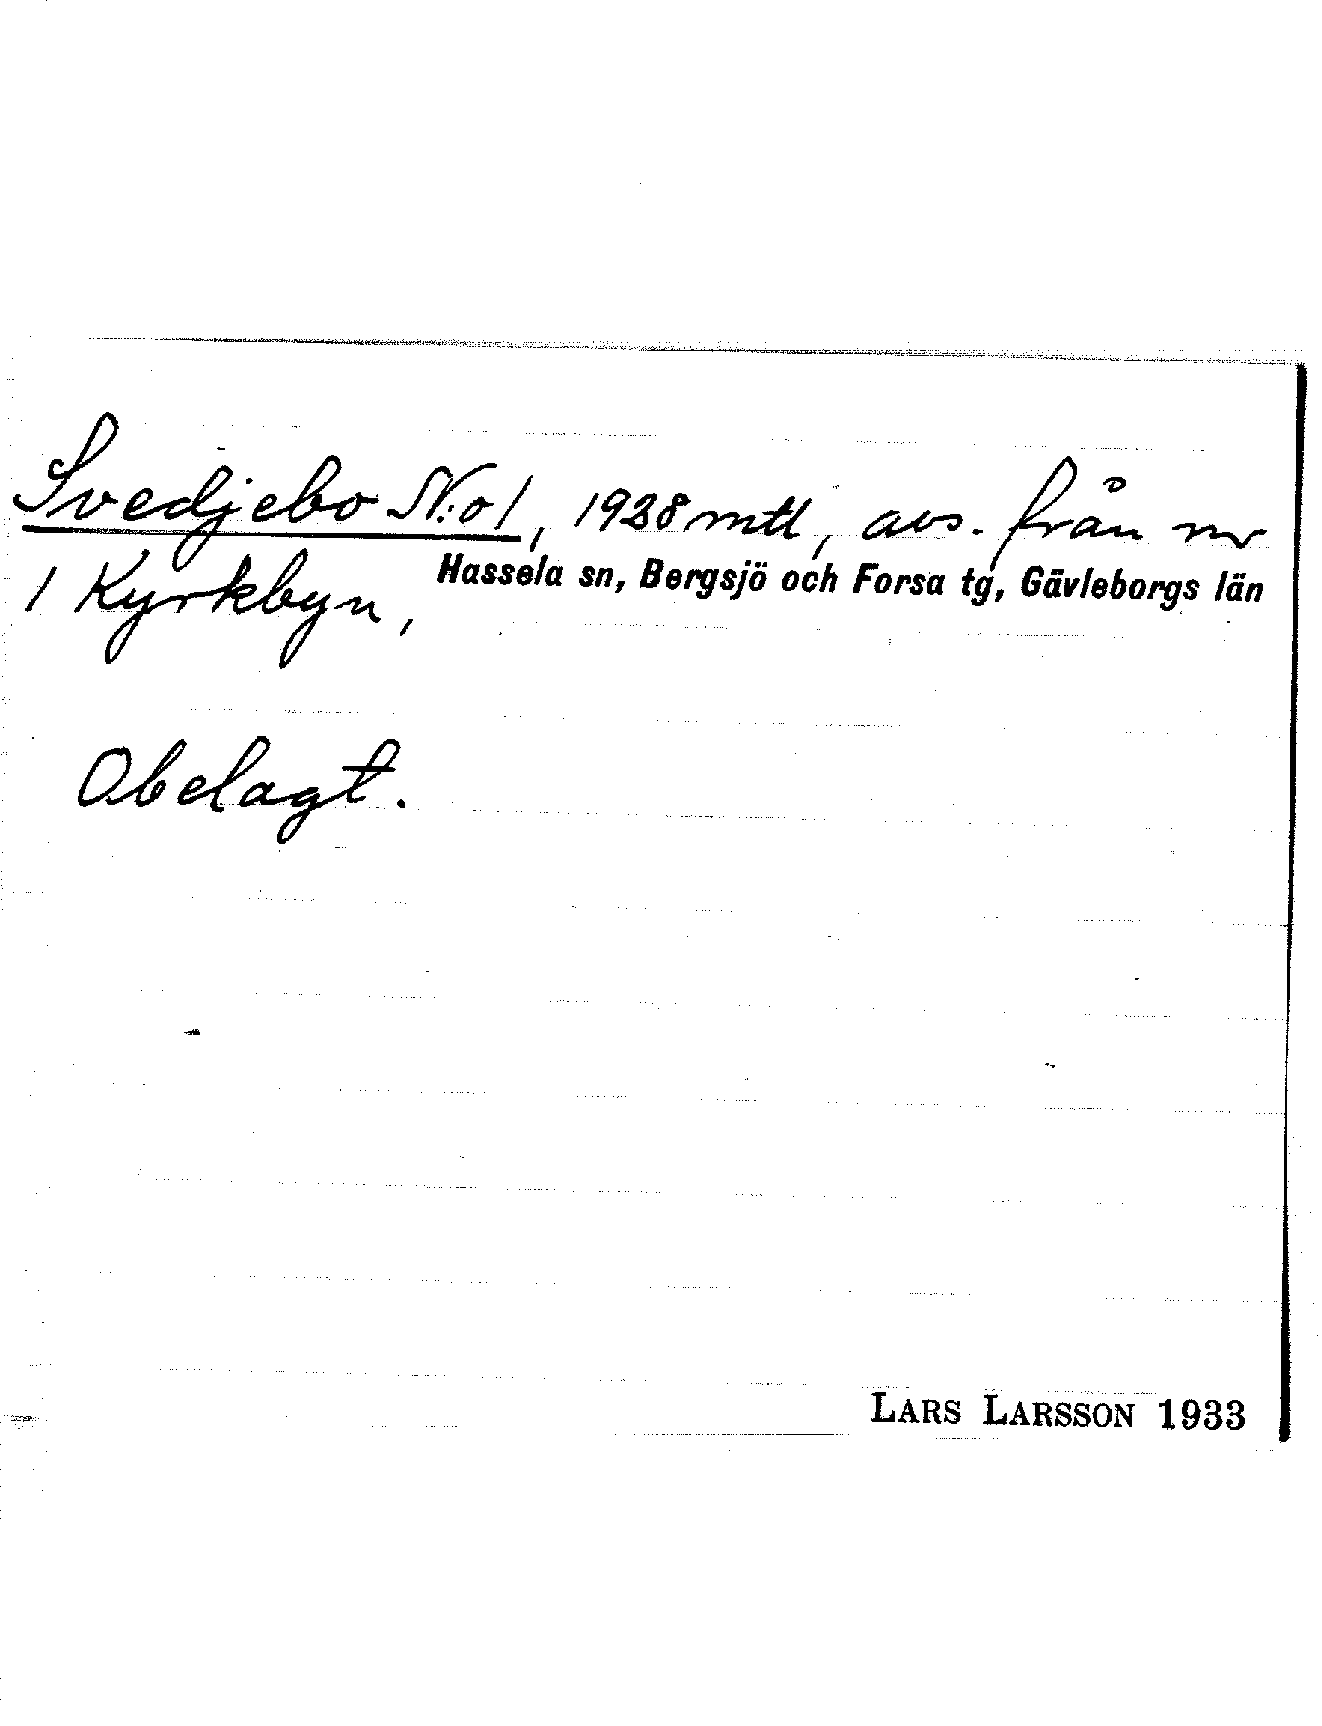 Svedjebo N:o 1, 1928 mtl, avs. från nr
1 Kyrkbyn, Hassela sn, Bergsjö och Forsa tg, Gävleborgs län
Obelagt.
LARS LARSSON 1933